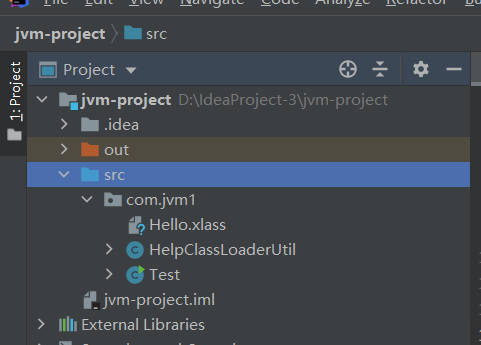 File Edit View Navigate Code Analyze Refactor
jvm-project src
Project
1: Project
jvm-project D:\IdeaProject-3\jvm-project
.idea
out
src
com.jvm1
Hello.xlass
HelpClassLoaderUtil
Test
jvm-project.iml
External Libraries